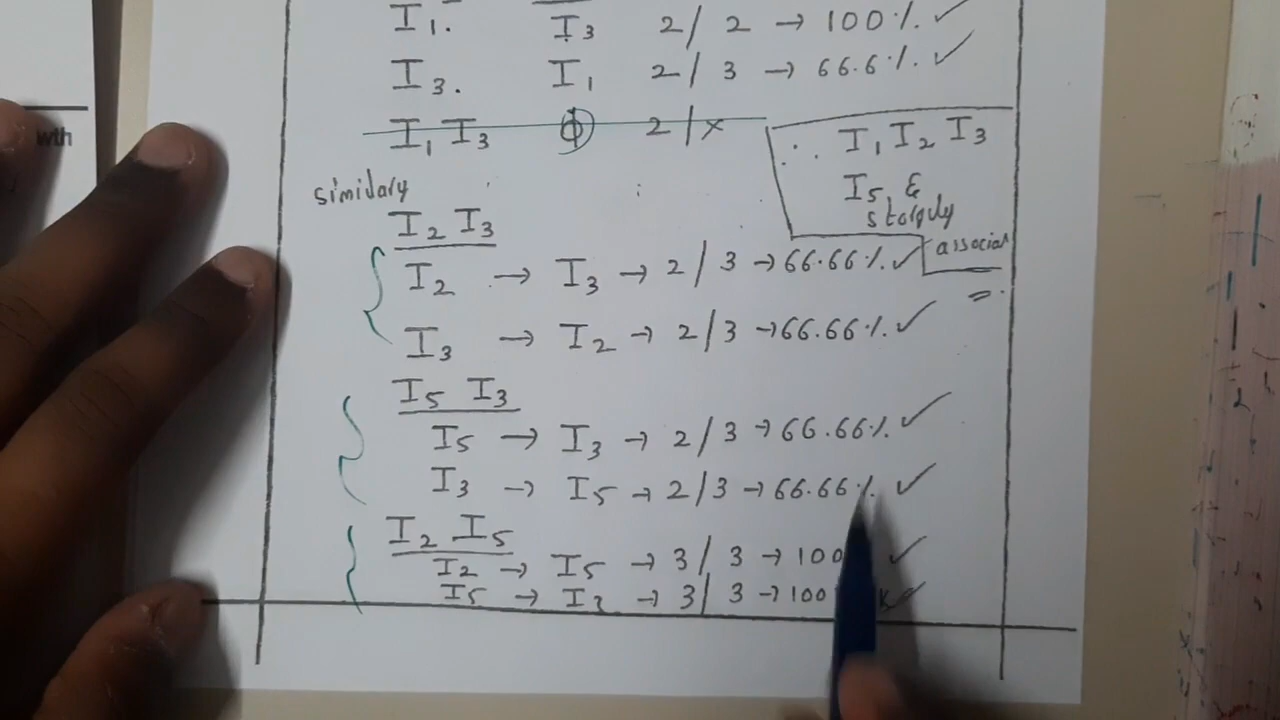 I₁. I₃ 2/2 → 100%. ✓
I₃. I₁ 2/3 → 66.6%. ✓
I₁ I₃ ϕ 2/x
∴ I₁ I₂ I₃
I₅ &
storguly
associat
similary
I₂ I₃
I₂ → I₃ → 2/3 → 66.66%. ✓
I₃ → I₂ → 2/3 → 66.66%. ✓
I₅ I₃
I₅ → I₃ → 2/3 → 66.66%. ✓
I₃ → I₅ → 2/3 → 66.66%. ✓
I₂ I₅
I₂ → I₅ → 3/3 → 100 ✓
I₅ → I₂ → 3/3 → 100 ✓
wth